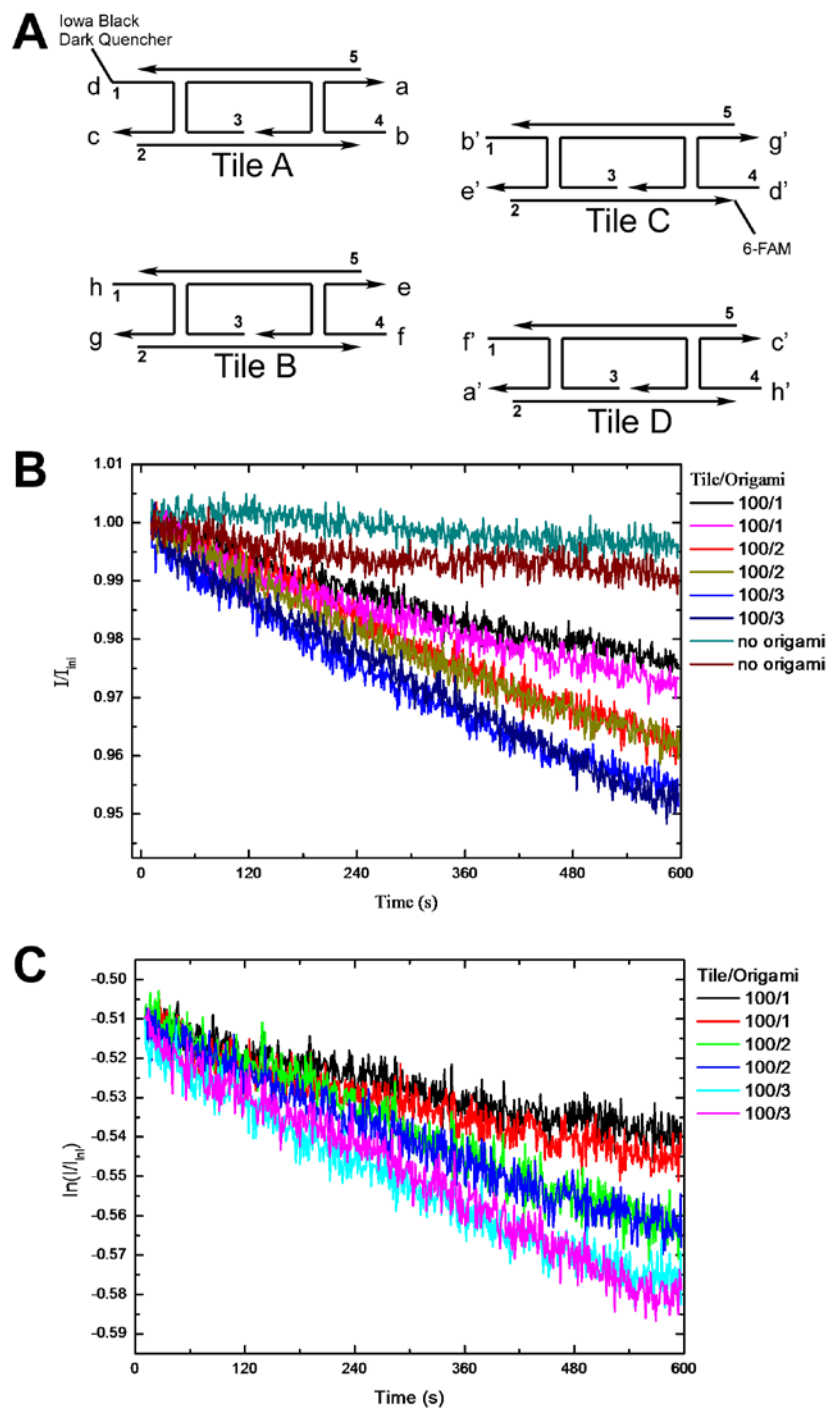 A
Iowa Black
Dark Quencher
5
d
1
a
c
3
4
b
2
Tile A
5
b'
1
g'
e'
3
4
d'
2
Tile C
6-FAM
5
h
1
e
g
3
4
f
2
Tile B
5
f'
1
c'
a'
3
4
h'
2
Tile D
B
1.01
1.00
0.99
0.98
0.97
0.96
0.95
I/I_Ini
0
120
240
360
480
600
Time (s)
Tile/Origami
100/1
100/1
100/2
100/2
100/3
100/3
no origami
no origami
C
-0.50
-0.51
-0.52
-0.53
-0.54
-0.55
-0.56
-0.57
-0.58
-0.59
ln(I/I_Ini)
0
120
240
360
480
600
Time (s)
Tile/Origami
100/1
100/1
100/2
100/2
100/3
100/3